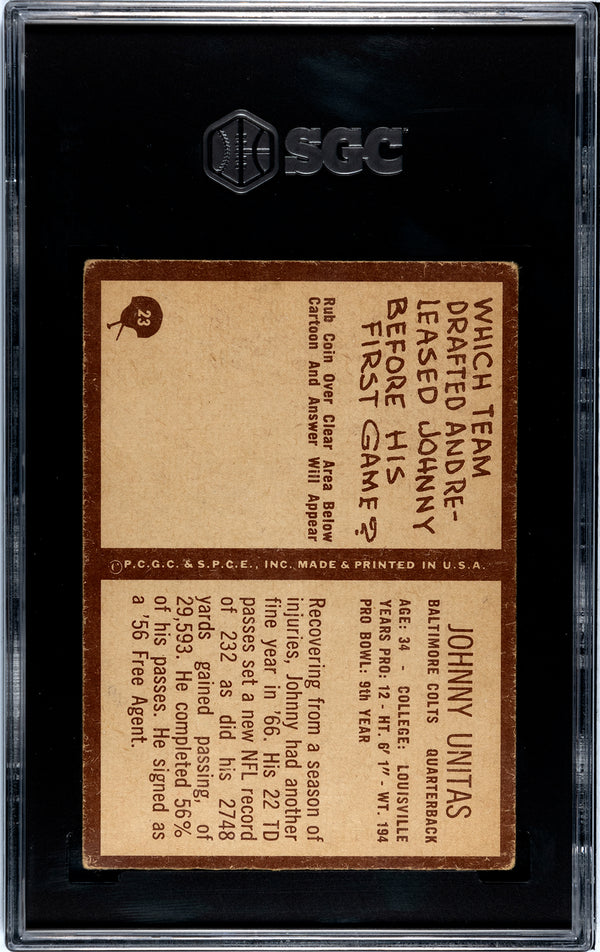 SGC
WHICH TEAM
DRAFTED AND RE-
LEASED JOHNNY
BEFORE HIS
FIRST GAME?
Rub Coin Over Clear Area Below
Cartoon And Answer Will Appear
23
©P.C.G.C. & S.P.C.E., INC. MADE & PRINTED IN U.S.A.
JOHNNY UNITAS
BALTIMORE COLTS QUARTERBACK
AGE: 34 - COLLEGE: LOUISVILLE
YEARS PRO: 12 - HT. 6' 1" - WT. 194
PRO BOWL: 9th YEAR
Recovering from a season of
injuries, Johnny had another
fine year in '66. His 22 TD
passes set a new NFL record
of 232 as did his 2748
yards gained passing, of
29,593. He completed 56%
of his passes. He signed as
a '56 Free Agent.